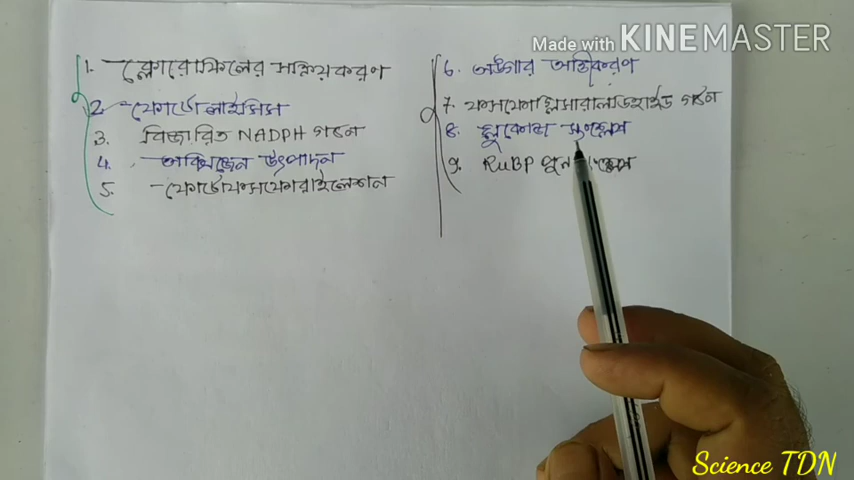 Made with KINEMASTER
1. ক্লোরোফিলের সক্রিয়করণ
2. ফোটোলাইসিস
3. বিজারিত NADPH গঠন
4. অক্সিজেন উৎপাদন
5. ফোটোফসফোরাইলেশন
6. অঙ্গার আত্তিকরণ
7. ফসফোগ্লিসারালডিহাইড গঠন
8. গ্লুকোজ সংশ্লেষ
9. RuBP
Science TDN